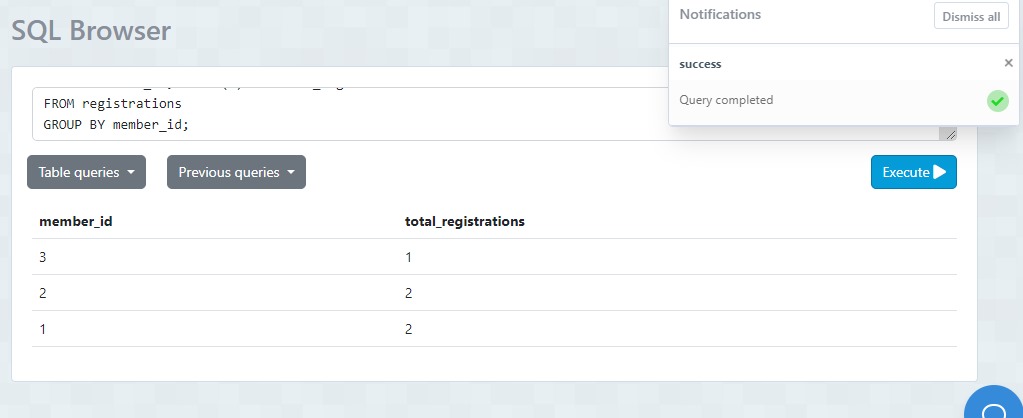 SQL Browser
Notifications
Dismiss all
success
×
Query completed
FROM registrations
GROUP BY member_id;
Table queries
Previous queries
Execute
member_id total_registrations
3 1
2 2
1 2